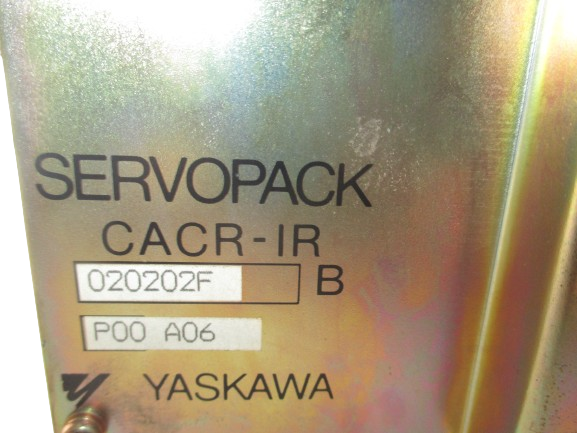 SERVOPACK
CACR-IR
020202F B
P00 A06
YASKAWA